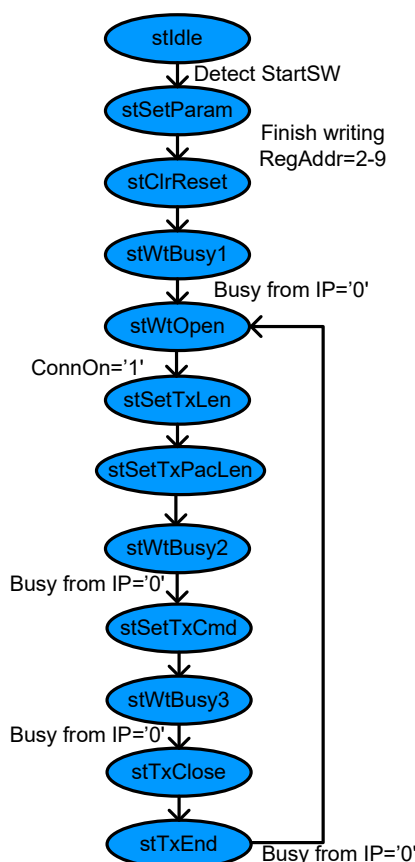 stIdle
Detect StartSW
stSetParam
Finish writing
RegAddr=2-9
stClrReset
stWtBusy1
Busy from IP='0'
stWtOpen
ConnOn='1'
stSetTxLen
stSetTxPacLen
stWtBusy2
Busy from IP='0'
stSetTxCmd
stWtBusy3
Busy from IP='0'
stTxClose
stTxEnd
Busy from IP='0'